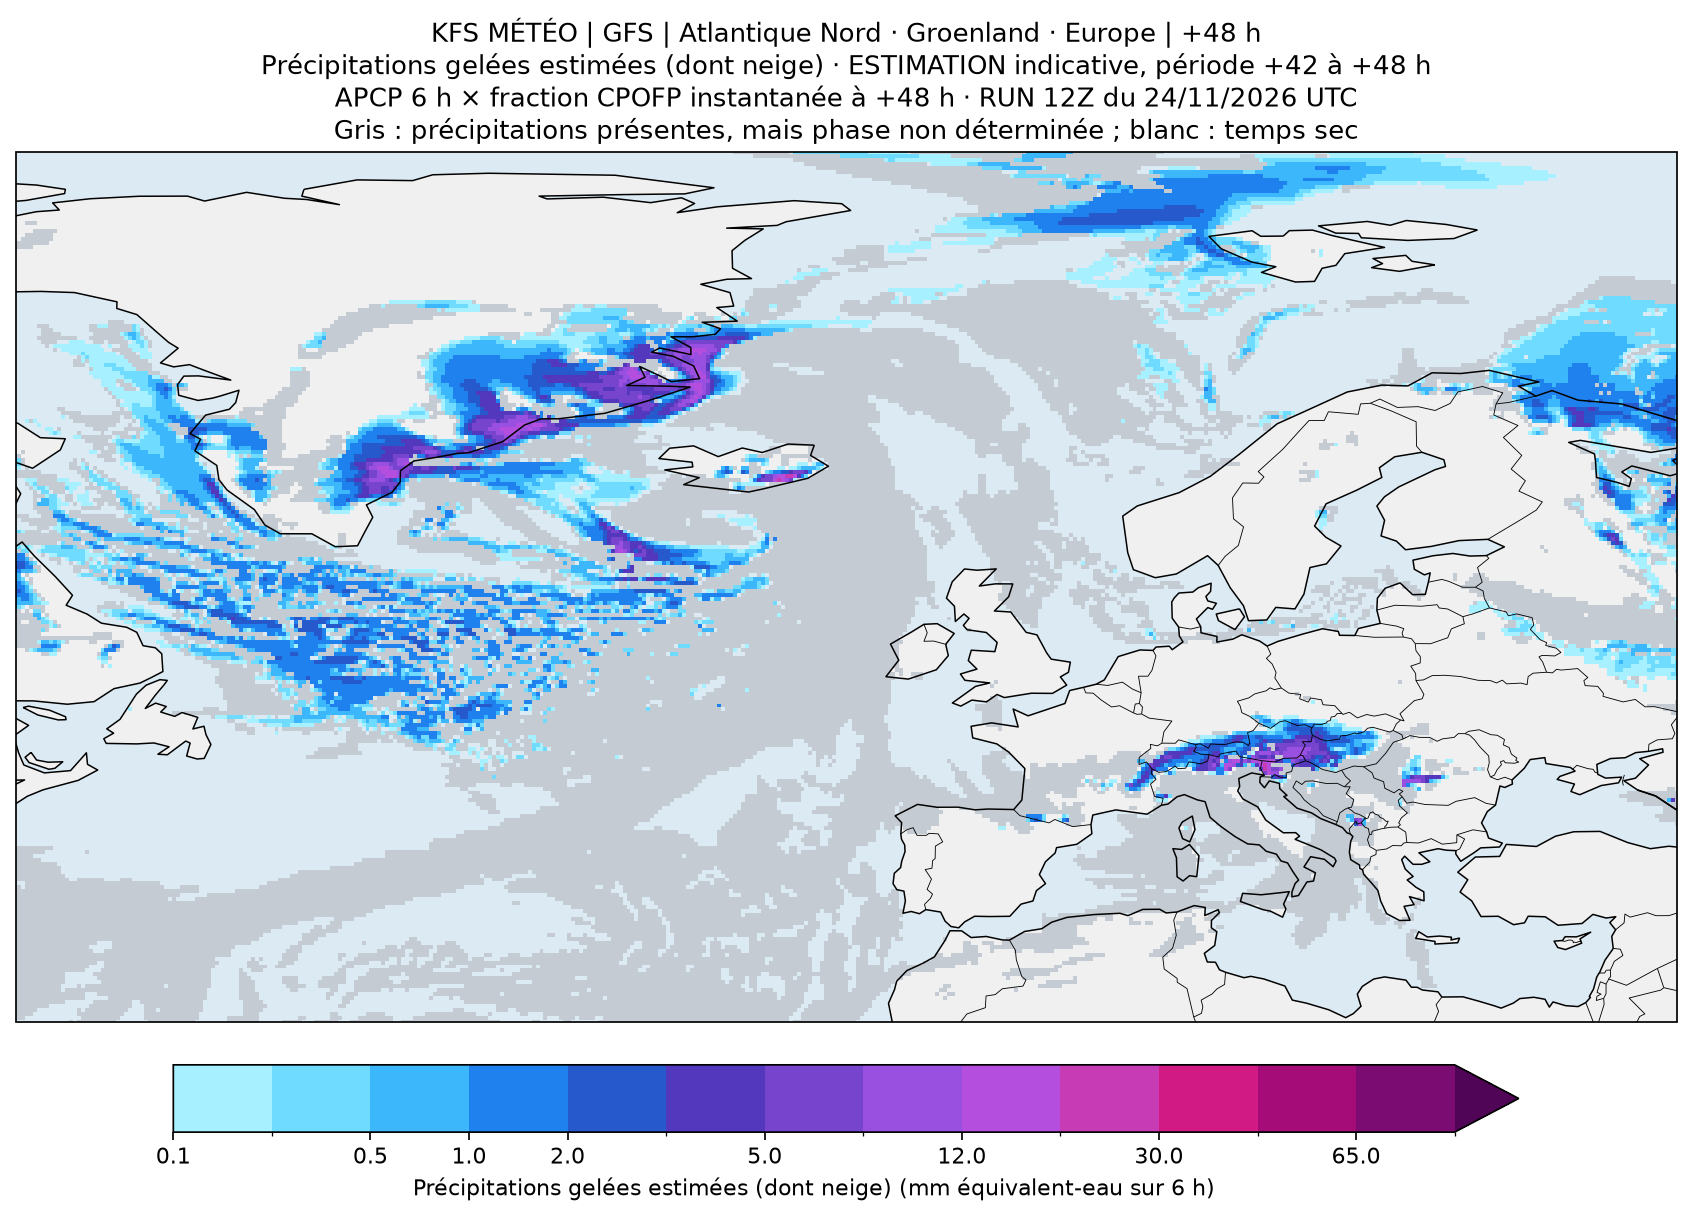 KFS MÉTÉO | GFS | Atlantique Nord · Groenland · Europe | +48 h
Précipitations gelées estimées (dont neige) · ESTIMATION indicative, période +42 à +48 h
APCP 6 h × fraction CPOFP instantanée à +48 h · RUN 12Z du 24/11/2026 UTC
Gris : précipitations présentes, mais phase non déterminée ; blanc : temps sec
0.1 0.5 1.0 2.0 5.0 12.0 30.0 65.0
Précipitations gelées estimées (dont neige) (mm équivalent-eau sur 6 h)